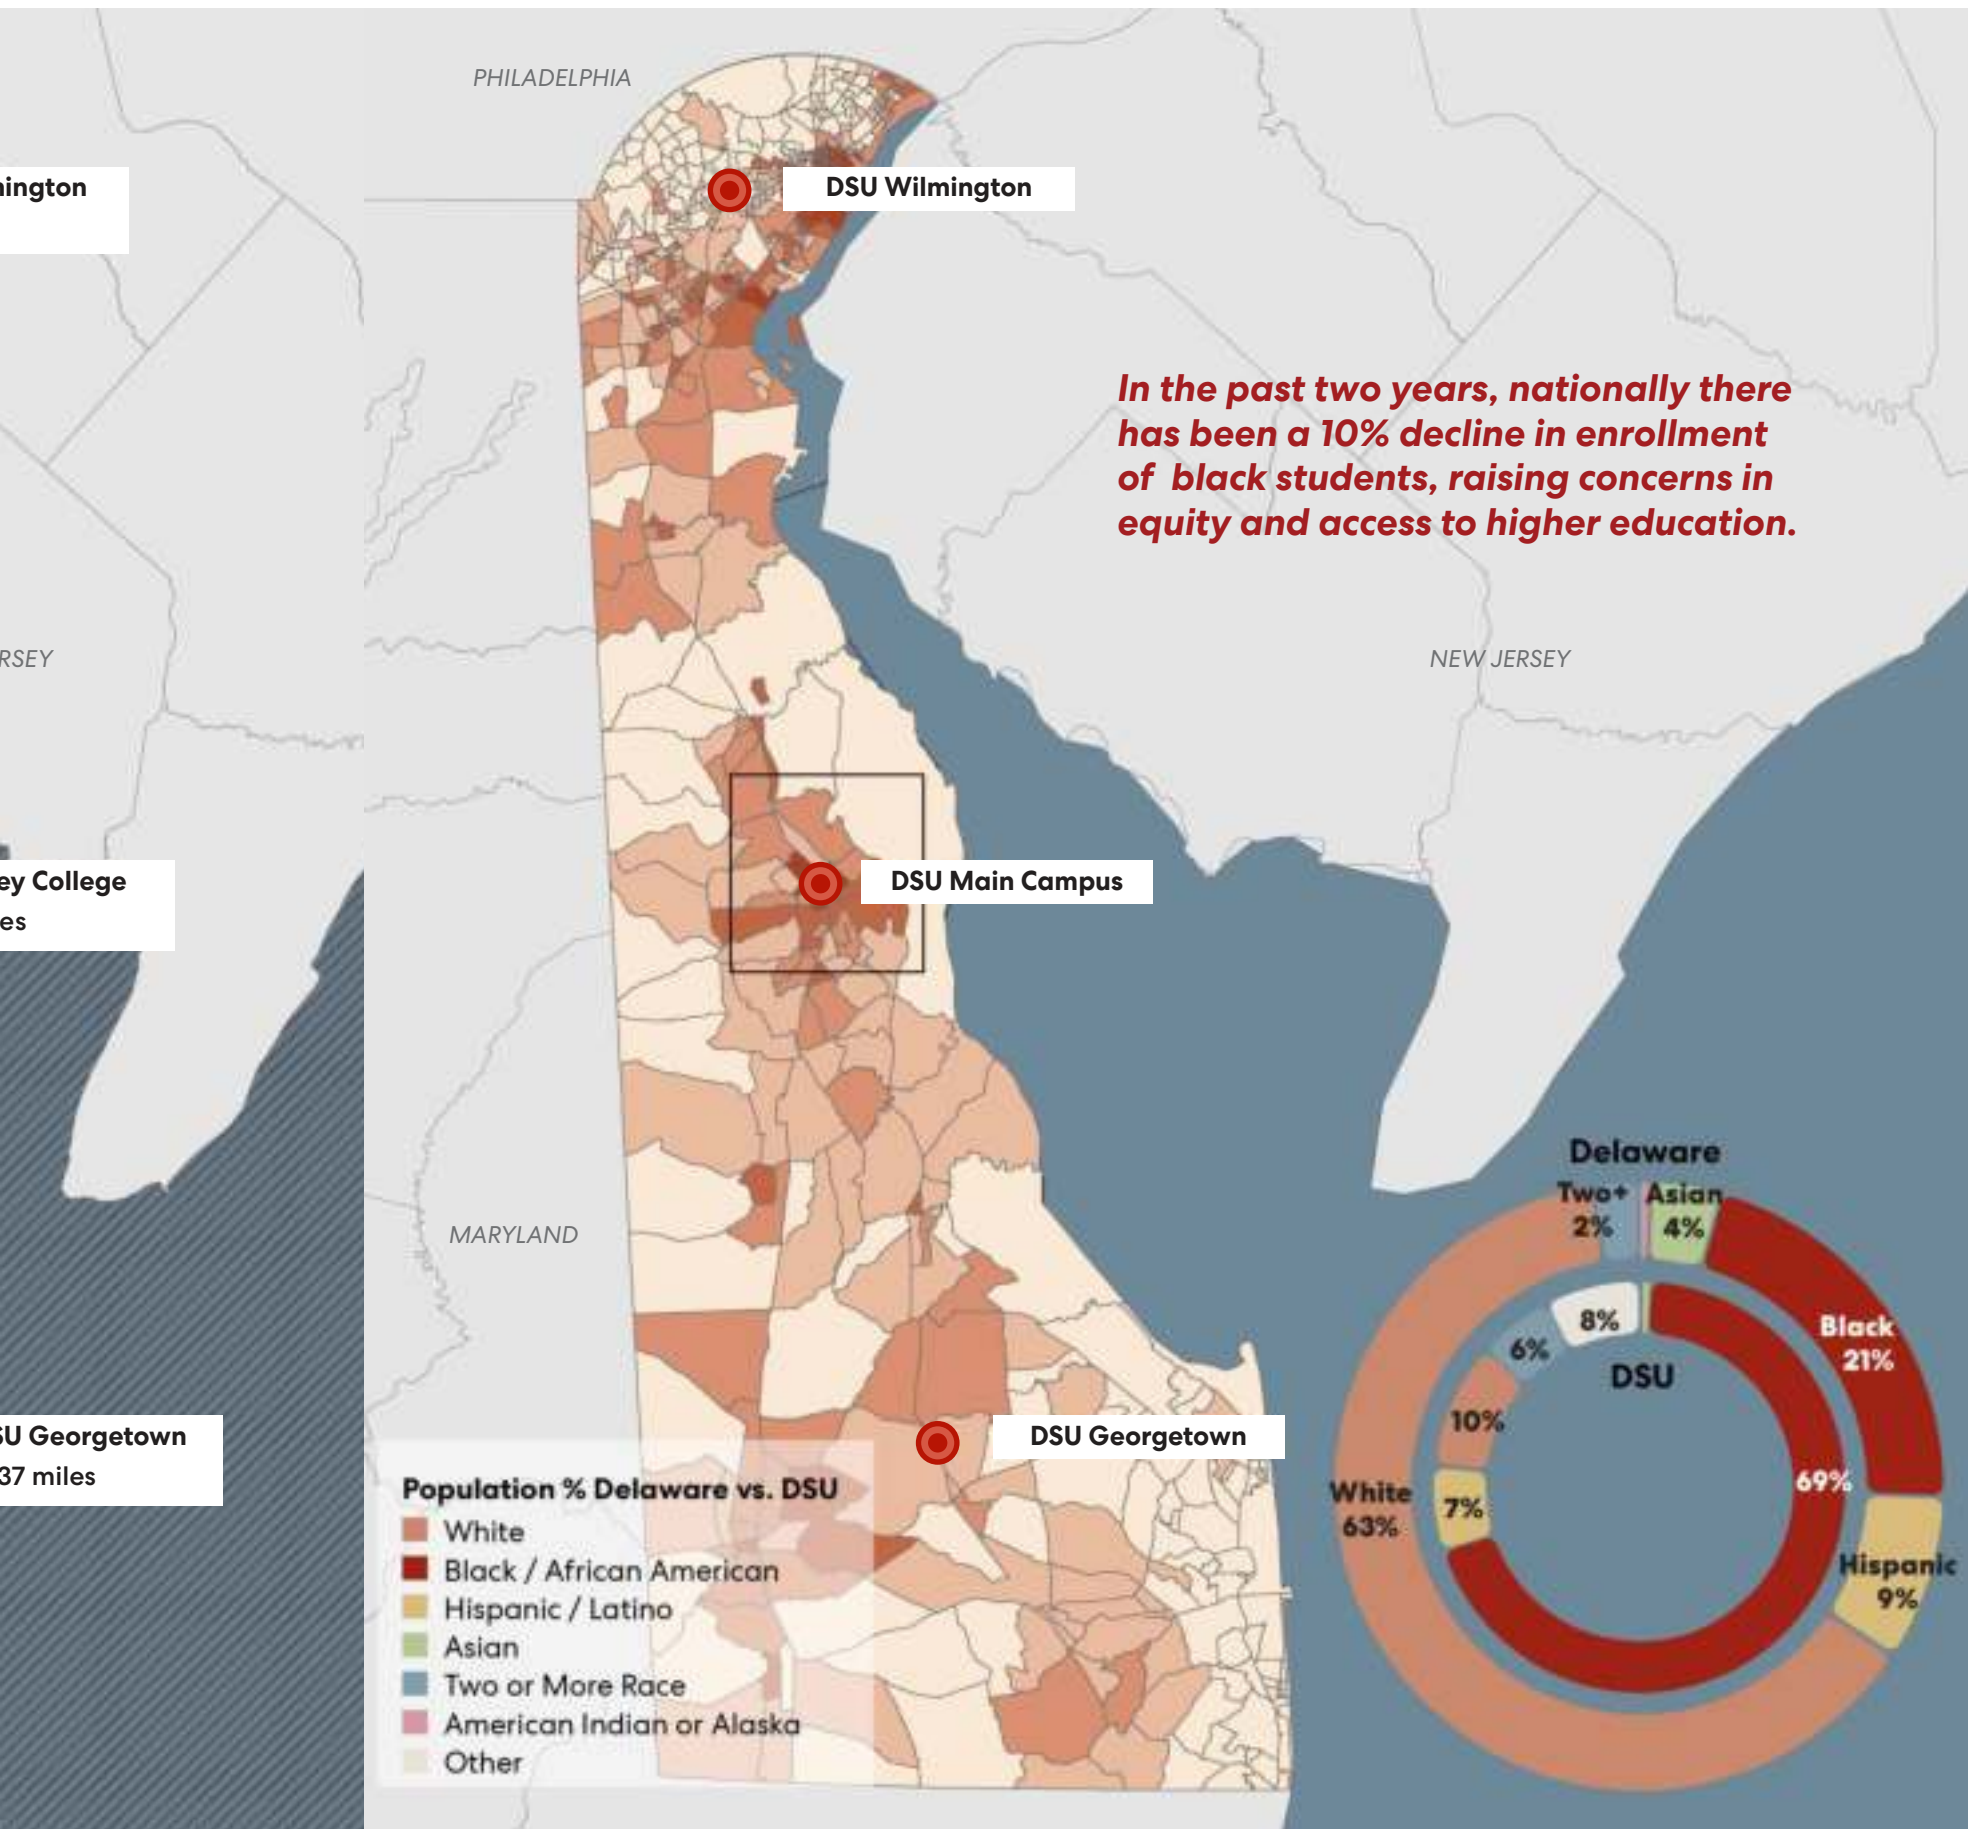 PHILADELPHIA
DSU Wilmington
In the past two years, nationally there
has been a 10% decline in enrollment
of black students, raising concerns in
equity and access to higher education.
RSEY
NEW JERSEY
ey College
es
DSU Main Campus
MARYLAND
SU Georgetown
37 miles
DSU Georgetown
Population % Delaware vs. DSU
White
Black / African American
Hispanic / Latino
Asian
Two or More Race
American Indian or Alaska
Other
Delaware
Two+
2%
Asian
4%
Black
21%
Hispanic
9%
White
63%
DSU
8%
6%
10%
7%
69%